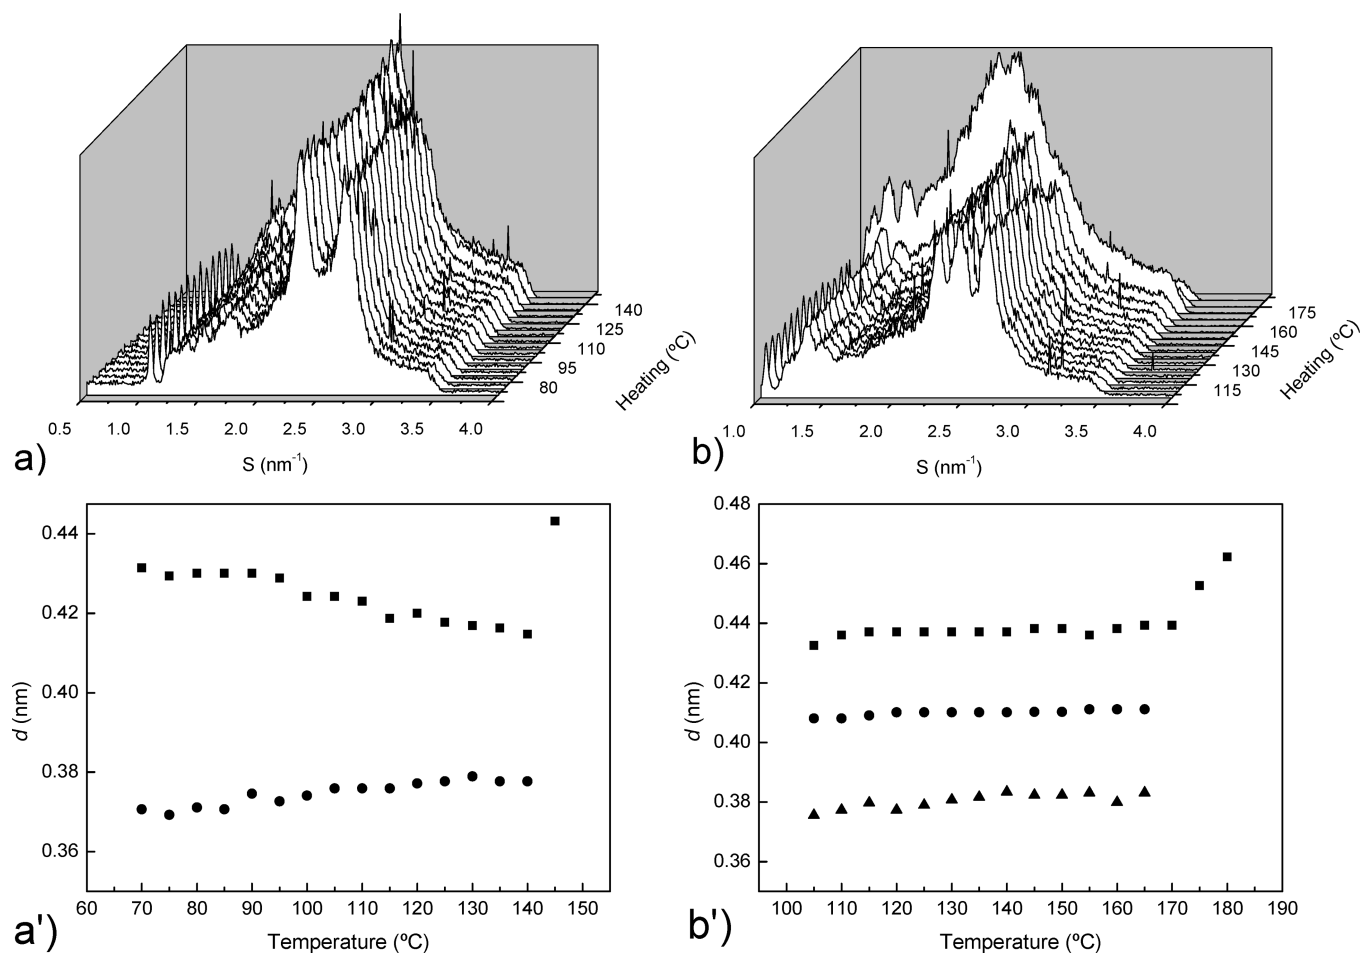 140
125
110
95
80
Heating (ºC)
0.5 1.0 1.5 2.0 2.5 3.0 3.5 4.0
S (nm-1)
a)
175
160
145
130
115
Heating (ºC)
1.0 1.5 2.0 2.5 3.0 3.5 4.0
S (nm-1)
b)
0.44
0.42
0.40
0.38
0.36
d (nm)
60 70 80 90 100 110 120 130 140 150
Temperature (ºC)
a')
0.48
0.46
0.44
0.42
0.40
0.38
0.36
d (nm)
100 110 120 130 140 150 160 170 180 190
Temperature (ºC)
b')